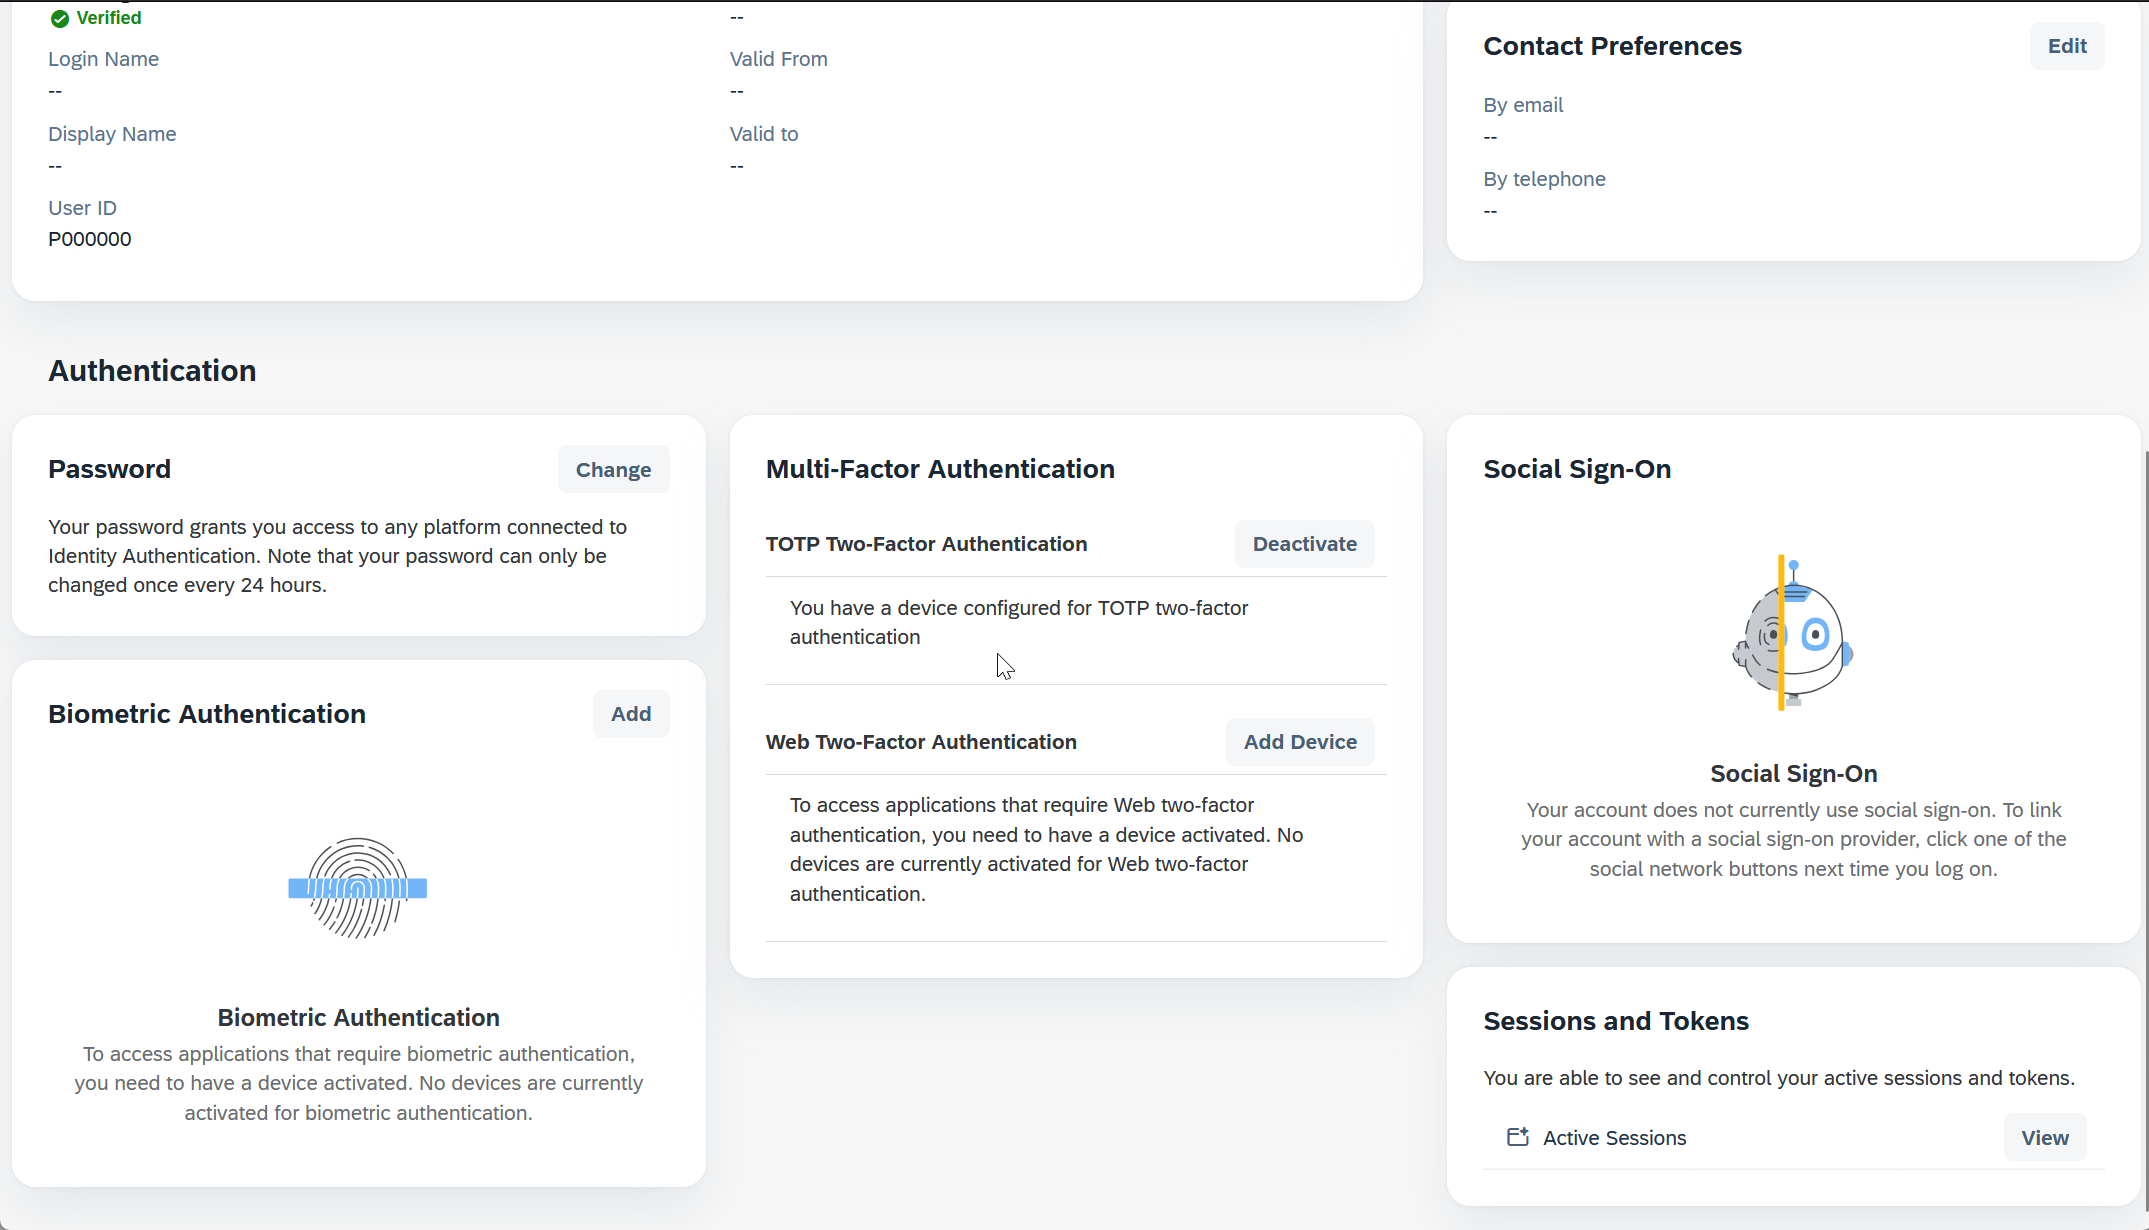 Verified
--
Login Name
--
Valid From
--
Display Name
--
Valid to
--
User ID
P000000
Contact Preferences
Edit
By email
--
By telephone
--
Authentication
Password
Change
Your password grants you access to any platform connected to
Identity Authentication. Note that your password can only be
changed once every 24 hours.
Biometric Authentication
Add
Biometric Authentication
To access applications that require biometric authentication,
you need to have a device activated. No devices are currently
activated for biometric authentication.
Multi-Factor Authentication
TOTP Two-Factor Authentication
Deactivate
You have a device configured for TOTP two-factor
authentication
Web Two-Factor Authentication
Add Device
To access applications that require Web two-factor
authentication, you need to have a device activated. No
devices are currently activated for Web two-factor
authentication.
Social Sign-On
Social Sign-On
Your account does not currently use social sign-on. To link
your account with a social sign-on provider, click one of the
social network buttons next time you log on.
Sessions and Tokens
You are able to see and control your active sessions and tokens.
Active Sessions
View